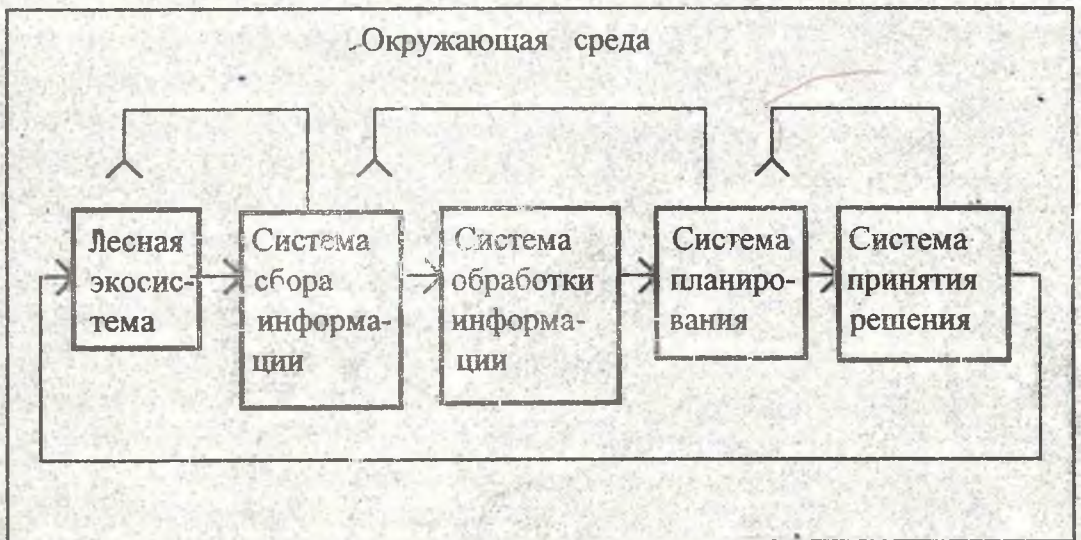 Окружающая среда
Лесная
экосис-
тема
Система
сбора
информа-
ции
Система
обработки
информа-
ции
Система
планиро-
вания
Система
принятия
решения